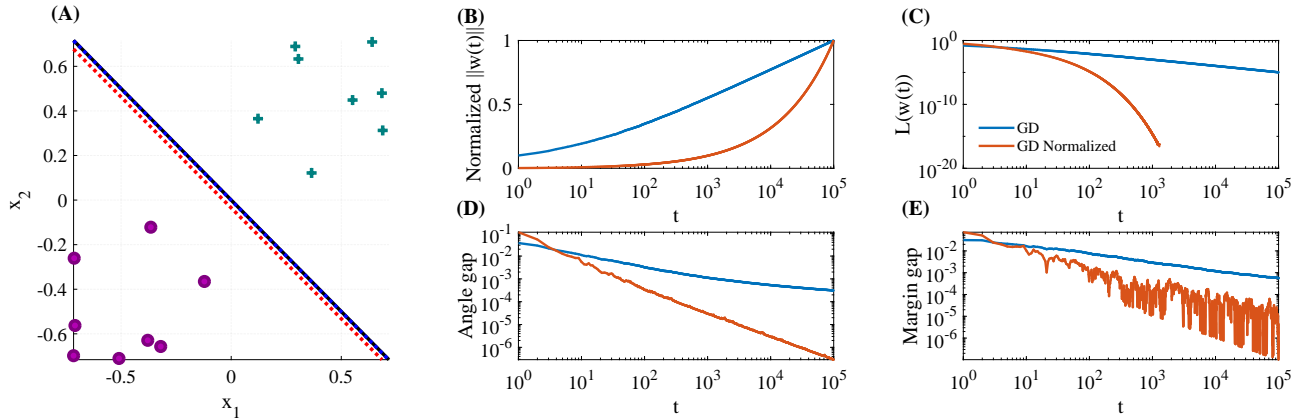 (A)
0.6
0.4
0.2
0
-0.2
-0.4
-0.6
x_2
-0.5 0 0.5
x_1
(B)
1
0.5
0
Normalized ||w(t)||
10^0 10^1 10^2 10^3 10^4 10^5
t
(C)
10^0
10^-10
10^-20
L(w(t))
GD
GD Normalized
10^0 10^1 10^2 10^3 10^4 10^5
t
(D)
10^-1
10^-2
10^-3
10^-4
10^-5
10^-6
Angle gap
10^0 10^1 10^2 10^3 10^4 10^5
t
(E)
10^-2
10^-3
10^-4
10^-5
10^-6
Margin gap
10^0 10^1 10^2 10^3 10^4 10^5
t